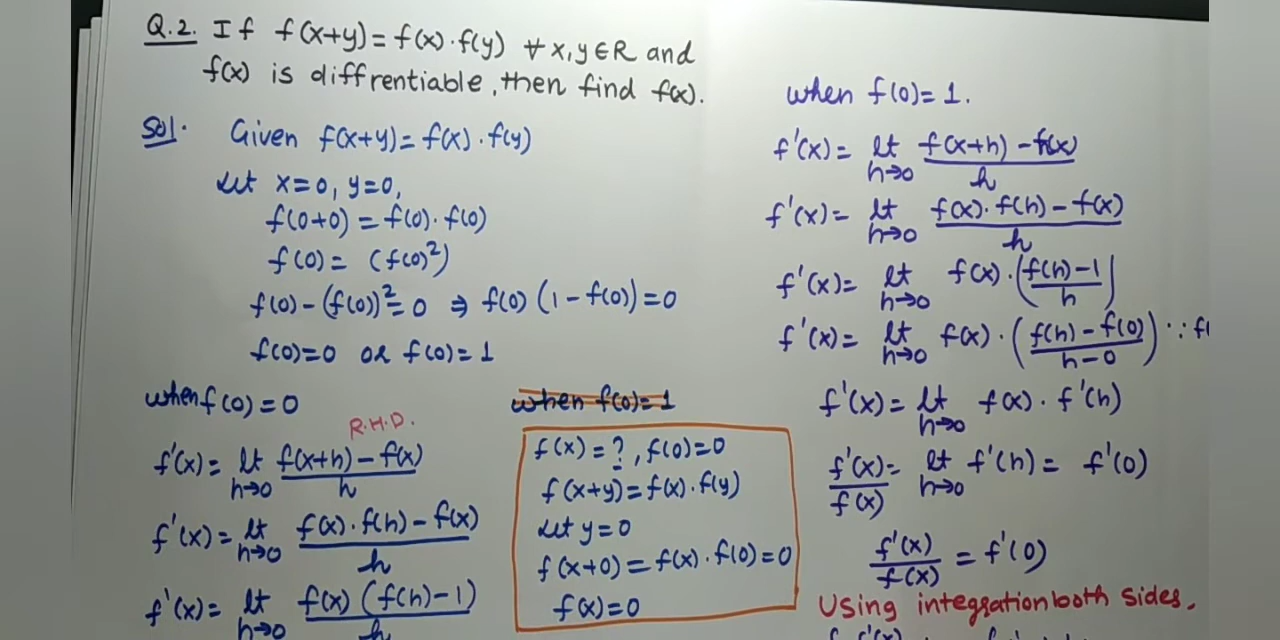 Q.2. If f(x+y)=f(x)·f(y) ∀ x,y∈R and
f(x) is diffrentiable, then find f(x).
Sol. Given f(x+y)=f(x)·f(y)
Let x=0, y=0,
f(0+0) = f(0)·f(0)
f(0) = (f(0)²)
f(0) - (f(0))² = 0 ⇒ f(0) (1-f(0)) = 0
f(0)=0 or f(0)=1
when f(0)=0
R.H.D.
f'(x) = lt h→0 f(x+h)-f(x) / h
f'(x) = lt h→0 f(x)·f(h)-f(x) / h
f'(x) = lt h→0 f(x) (f(h)-1) / h
when f(0)=1
f(x)=?, f(0)=0
f(x+y)=f(x)·f(y)
Let y=0
f(x+0)=f(x)·f(0)=0
f(x)=0
when f(0)=1.
f'(x) = lt h→0 f(x+h)-f(x) / h
f'(x) = lt h→0 f(x)·f(h)-f(x) / h
f'(x) = lt h→0 f(x)·(f(h)-1 / h)
f'(x) = lt h→0 f(x)·(f(h)-f(0) / h-0) ∵ f(
f'(x) = lt h→0 f(x)·f'(h)
f'(x) / f(x) = lt h→0 f'(h) = f'(0)
f'(x) / f(x) = f'(0)
Using integration both sides.